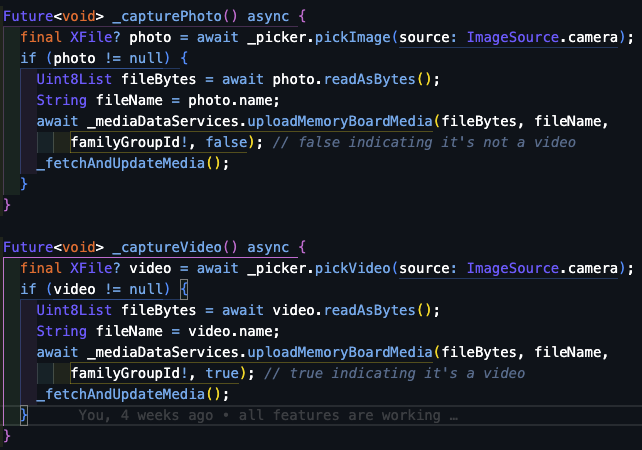 Future<void> _capturePhoto() async {
  final XFile? photo = await _picker.pickImage(source: ImageSource.camera);
  if (photo != null) {
    Uint8List fileBytes = await photo.readAsBytes();
    String fileName = photo.name;
    await _mediaDataServices.uploadMemoryBoardMedia(fileBytes, fileName,
        familyGroupId!, false); // false indicating it's not a video
    _fetchAndUpdateMedia();
  }
}

Future<void> _captureVideo() async {
  final XFile? video = await _picker.pickVideo(source: ImageSource.camera);
  if (video != null) {
    Uint8List fileBytes = await video.readAsBytes();
    String fileName = video.name;
    await _mediaDataServices.uploadMemoryBoardMedia(fileBytes, fileName,
        familyGroupId!, true); // true indicating it's a video
    _fetchAndUpdateMedia();
  }      You, 4 weeks ago • all features are working …
}